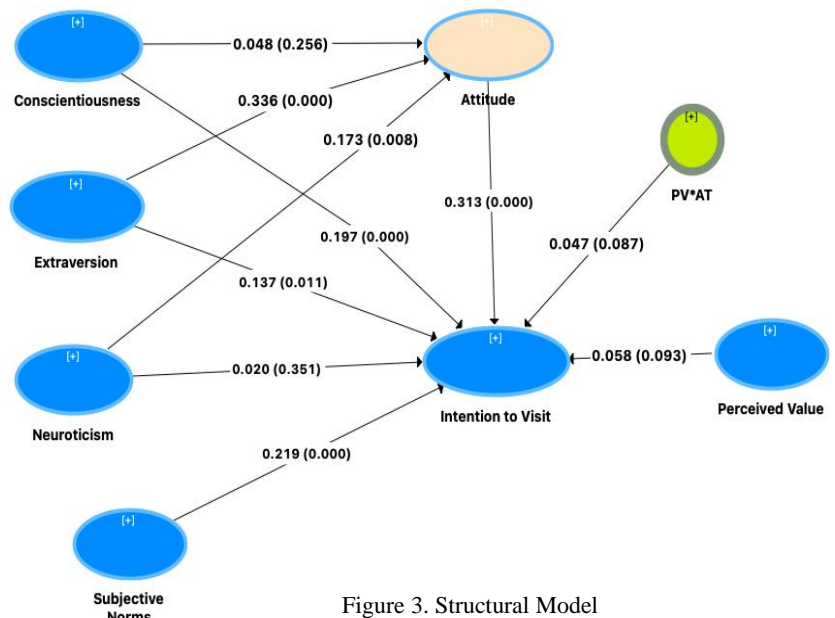 [+]
Conscientiousness
0.048 (0.256)
[+]
Attitude
0.336 (0.000)
0.173 (0.008)
[+]
PV*AT
[+]
Extraversion
0.313 (0.000)
0.197 (0.000)
0.047 (0.087)
0.137 (0.011)
[+]
Neuroticism
0.020 (0.351)
[+]
Intention to Visit
0.058 (0.093)
[+]
Perceived Value
0.219 (0.000)
[+]
Subjective
Norms
Figure 3. Structural Model